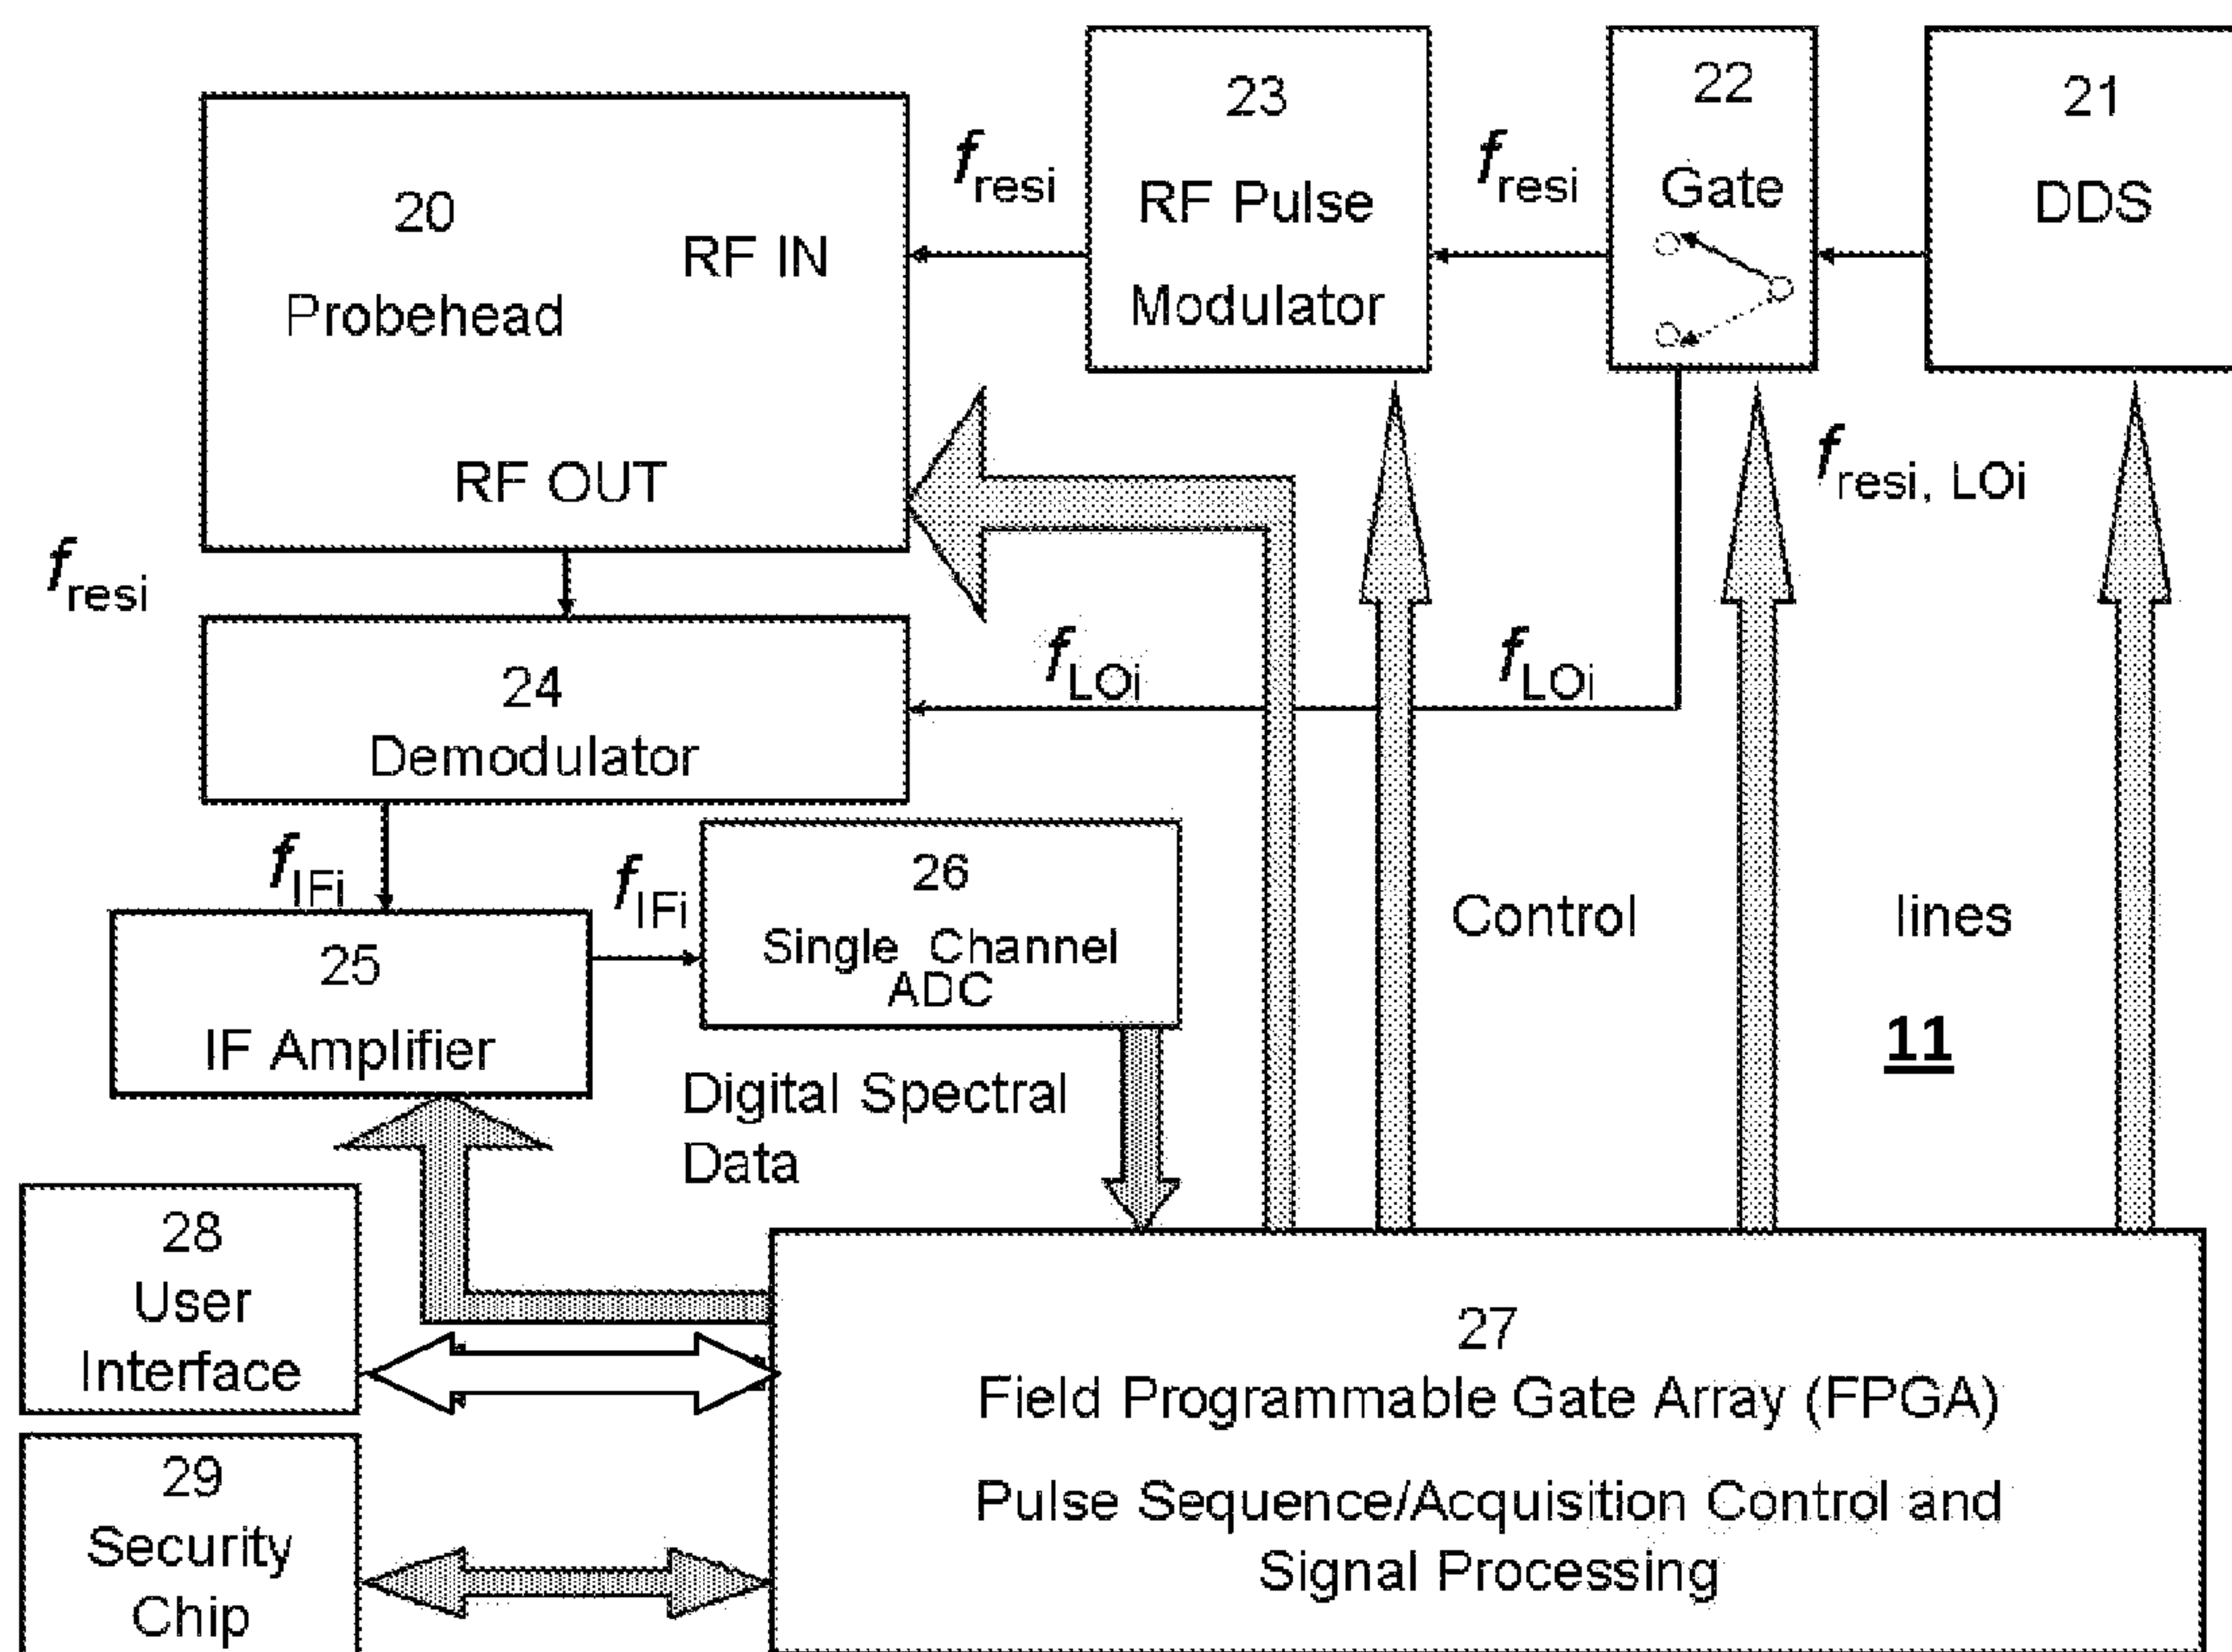 20
Probehead
RF IN
RF OUT
f resi
23
RF Pulse
Modulator
f resi
22
Gate
21
DDS
f resi, LOi
f resi
24
Demodulator
f LOi
f LOi
f IFi
25
IF Amplifier
f IFi
26
Single Channel
ADC
Control lines
11
Digital Spectral
Data
28
User
Interface
29
Security
Chip
27
Field Programmable Gate Array (FPGA)
Pulse Sequence/Acquisition Control and
Signal Processing